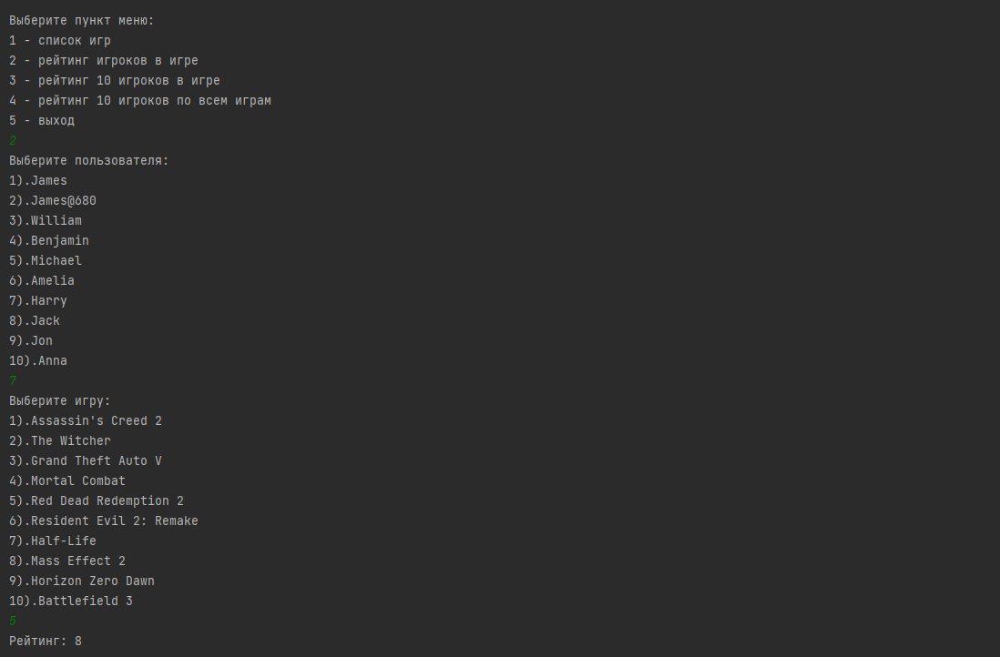 Выберите пункт меню:
1 - список игр
2 - рейтинг игроков в игре
3 - рейтинг 10 игроков в игре
4 - рейтинг 10 игроков по всем играм
5 - выход
2
Выберите пользователя:
1).James
2).James@680
3).William
4).Benjamin
5).Michael
6).Amelia
7).Harry
8).Jack
9).Jon
10).Anna
7
Выберите игру:
1).Assassin's Creed 2
2).The Witcher
3).Grand Theft Auto V
4).Mortal Combat
5).Red Dead Redemption 2
6).Resident Evil 2: Remake
7).Half-Life
8).Mass Effect 2
9).Horizon Zero Dawn
10).Battlefield 3
5
Рейтинг: 8